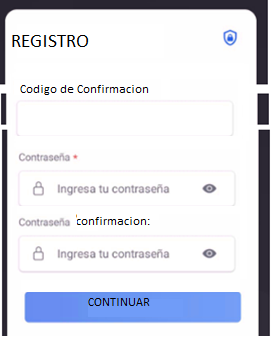 REGISTRO
Codigo de Confirmacion
Contraseña *
Ingresa tu contraseña
Contraseña confirmacion:
Ingresa tu contraseña
CONTINUAR